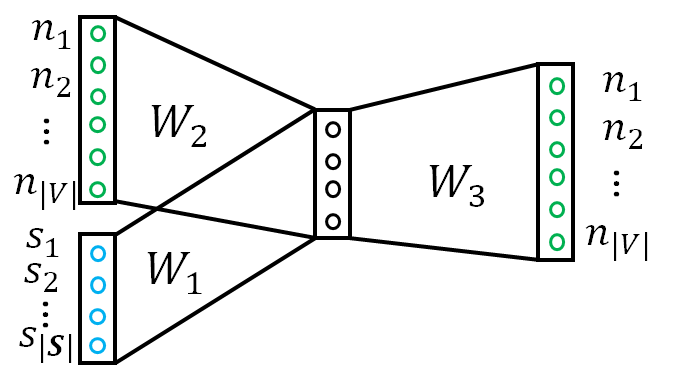 n₁
n₂
⋮
n|V|
s₁
s₂
⋮
s|S|
W₂
W₁
W₃
n₁
n₂
⋮
n|V|